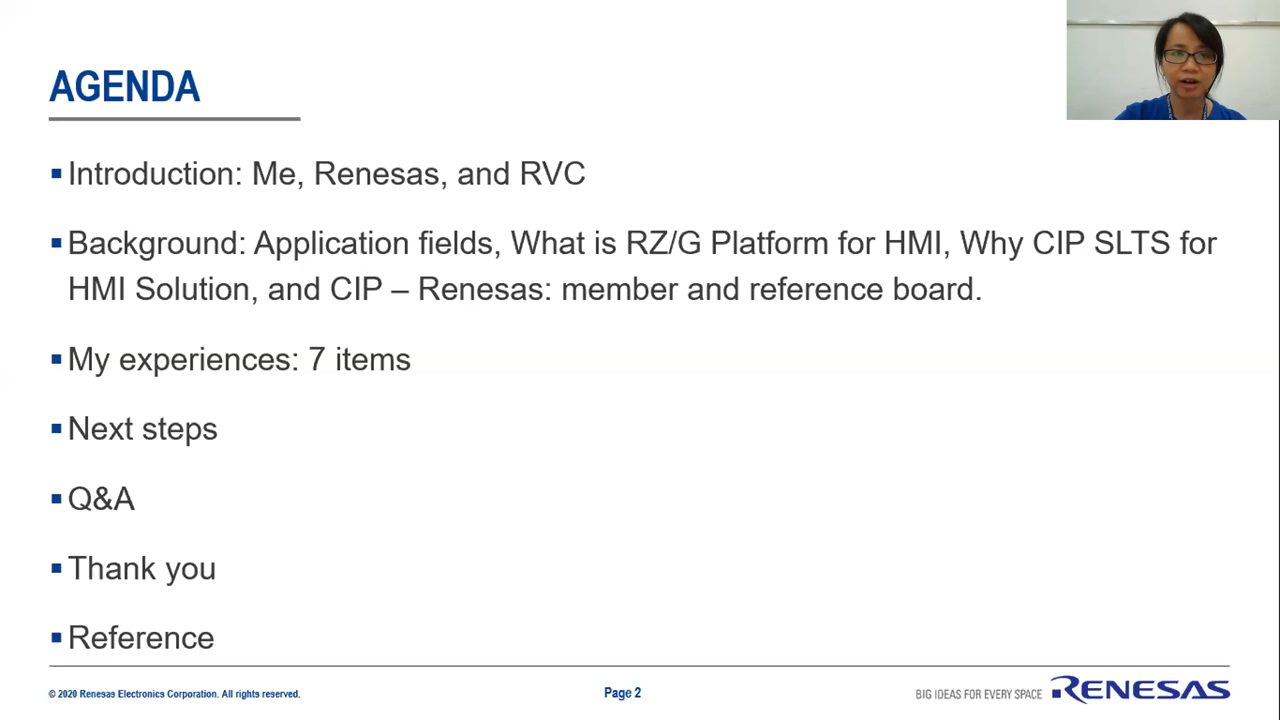 AGENDA
▪Introduction: Me, Renesas, and RVC
▪Background: Application fields, What is RZ/G Platform for HMI, Why CIP SLTS for
HMI Solution, and CIP – Renesas: member and reference board.
▪My experiences: 7 items
▪Next steps
▪Q&A
▪Thank you
▪Reference
© 2020 Renesas Electronics Corporation. All rights reserved.
Page 2
BIG IDEAS FOR EVERY SPACE RENESAS